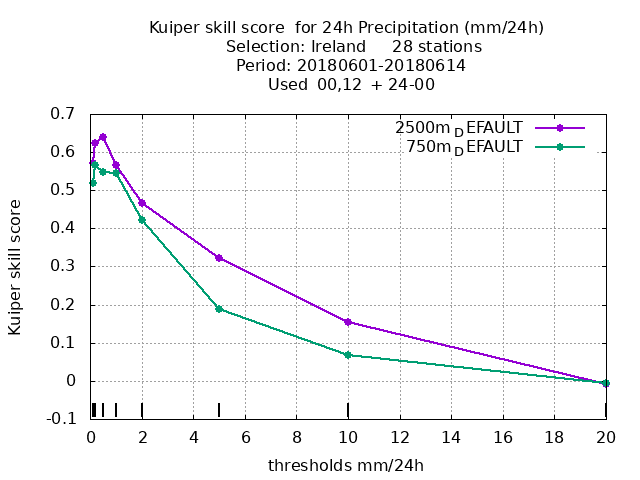 Kuiper skill score  for 24h Precipitation (mm/24h)
Selection: Ireland     28 stations
Period: 20180601-20180614
Used  00,12  + 24-00
2500m_DEFAULT
750m_DEFAULT
0.7
0.6
0.5
0.4
0.3
0.2
0.1
0
-0.1
Kuiper skill score
0 2 4 6 8 10 12 14 16 18 20
thresholds mm/24h